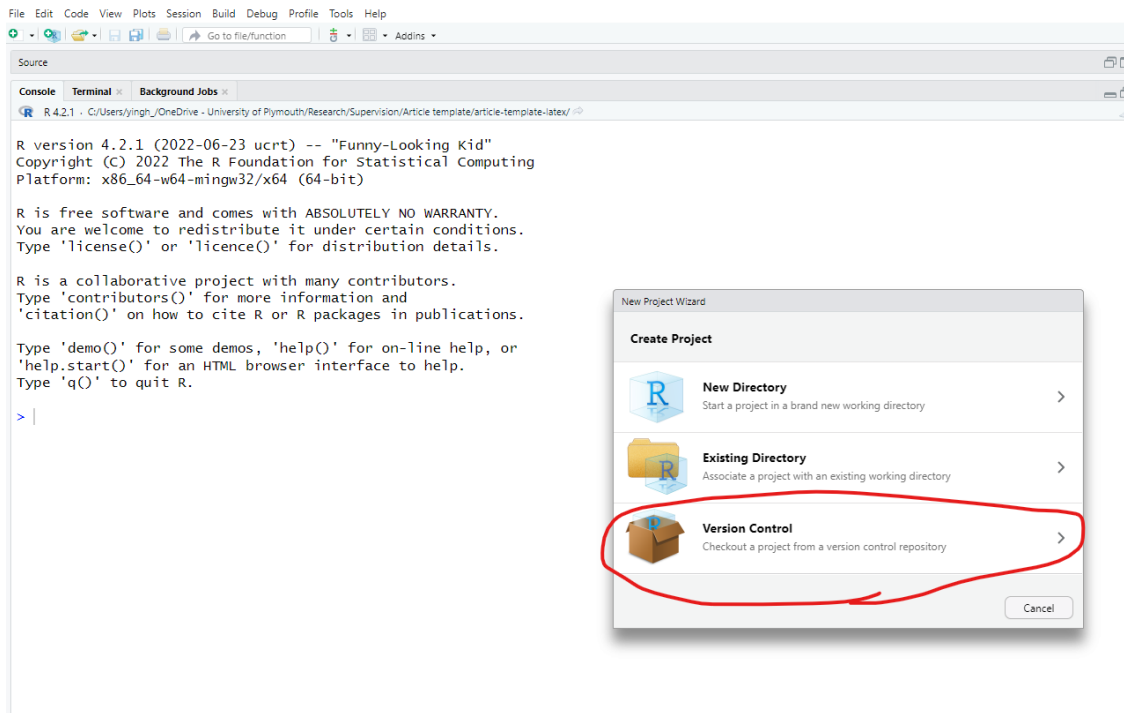 File Edit Code View Plots Session Build Debug Profile Tools Help
Go to file/function Addins
Source
Console Terminal Background Jobs
R 4.2.1 · C:/Users/yingh_/OneDrive - University of Plymouth/Research/Supervision/Article template/article-template-latex/
R version 4.2.1 (2022-06-23 ucrt) -- "Funny-Looking Kid"
Copyright (C) 2022 The R Foundation for Statistical Computing
Platform: x86_64-w64-mingw32/x64 (64-bit)
R is free software and comes with ABSOLUTELY NO WARRANTY.
You are welcome to redistribute it under certain conditions.
Type 'license()' or 'licence()' for distribution details.
R is a collaborative project with many contributors.
Type 'contributors()' for more information and
'citation()' on how to cite R or R packages in publications.
Type 'demo()' for some demos, 'help()' for on-line help, or
'help.start()' for an HTML browser interface to help.
Type 'q()' to quit R.
>
New Project Wizard
Create Project
New Directory
Start a project in a brand new working directory
Existing Directory
Associate a project with an existing working directory
Version Control
Checkout a project from a version control repository
Cancel